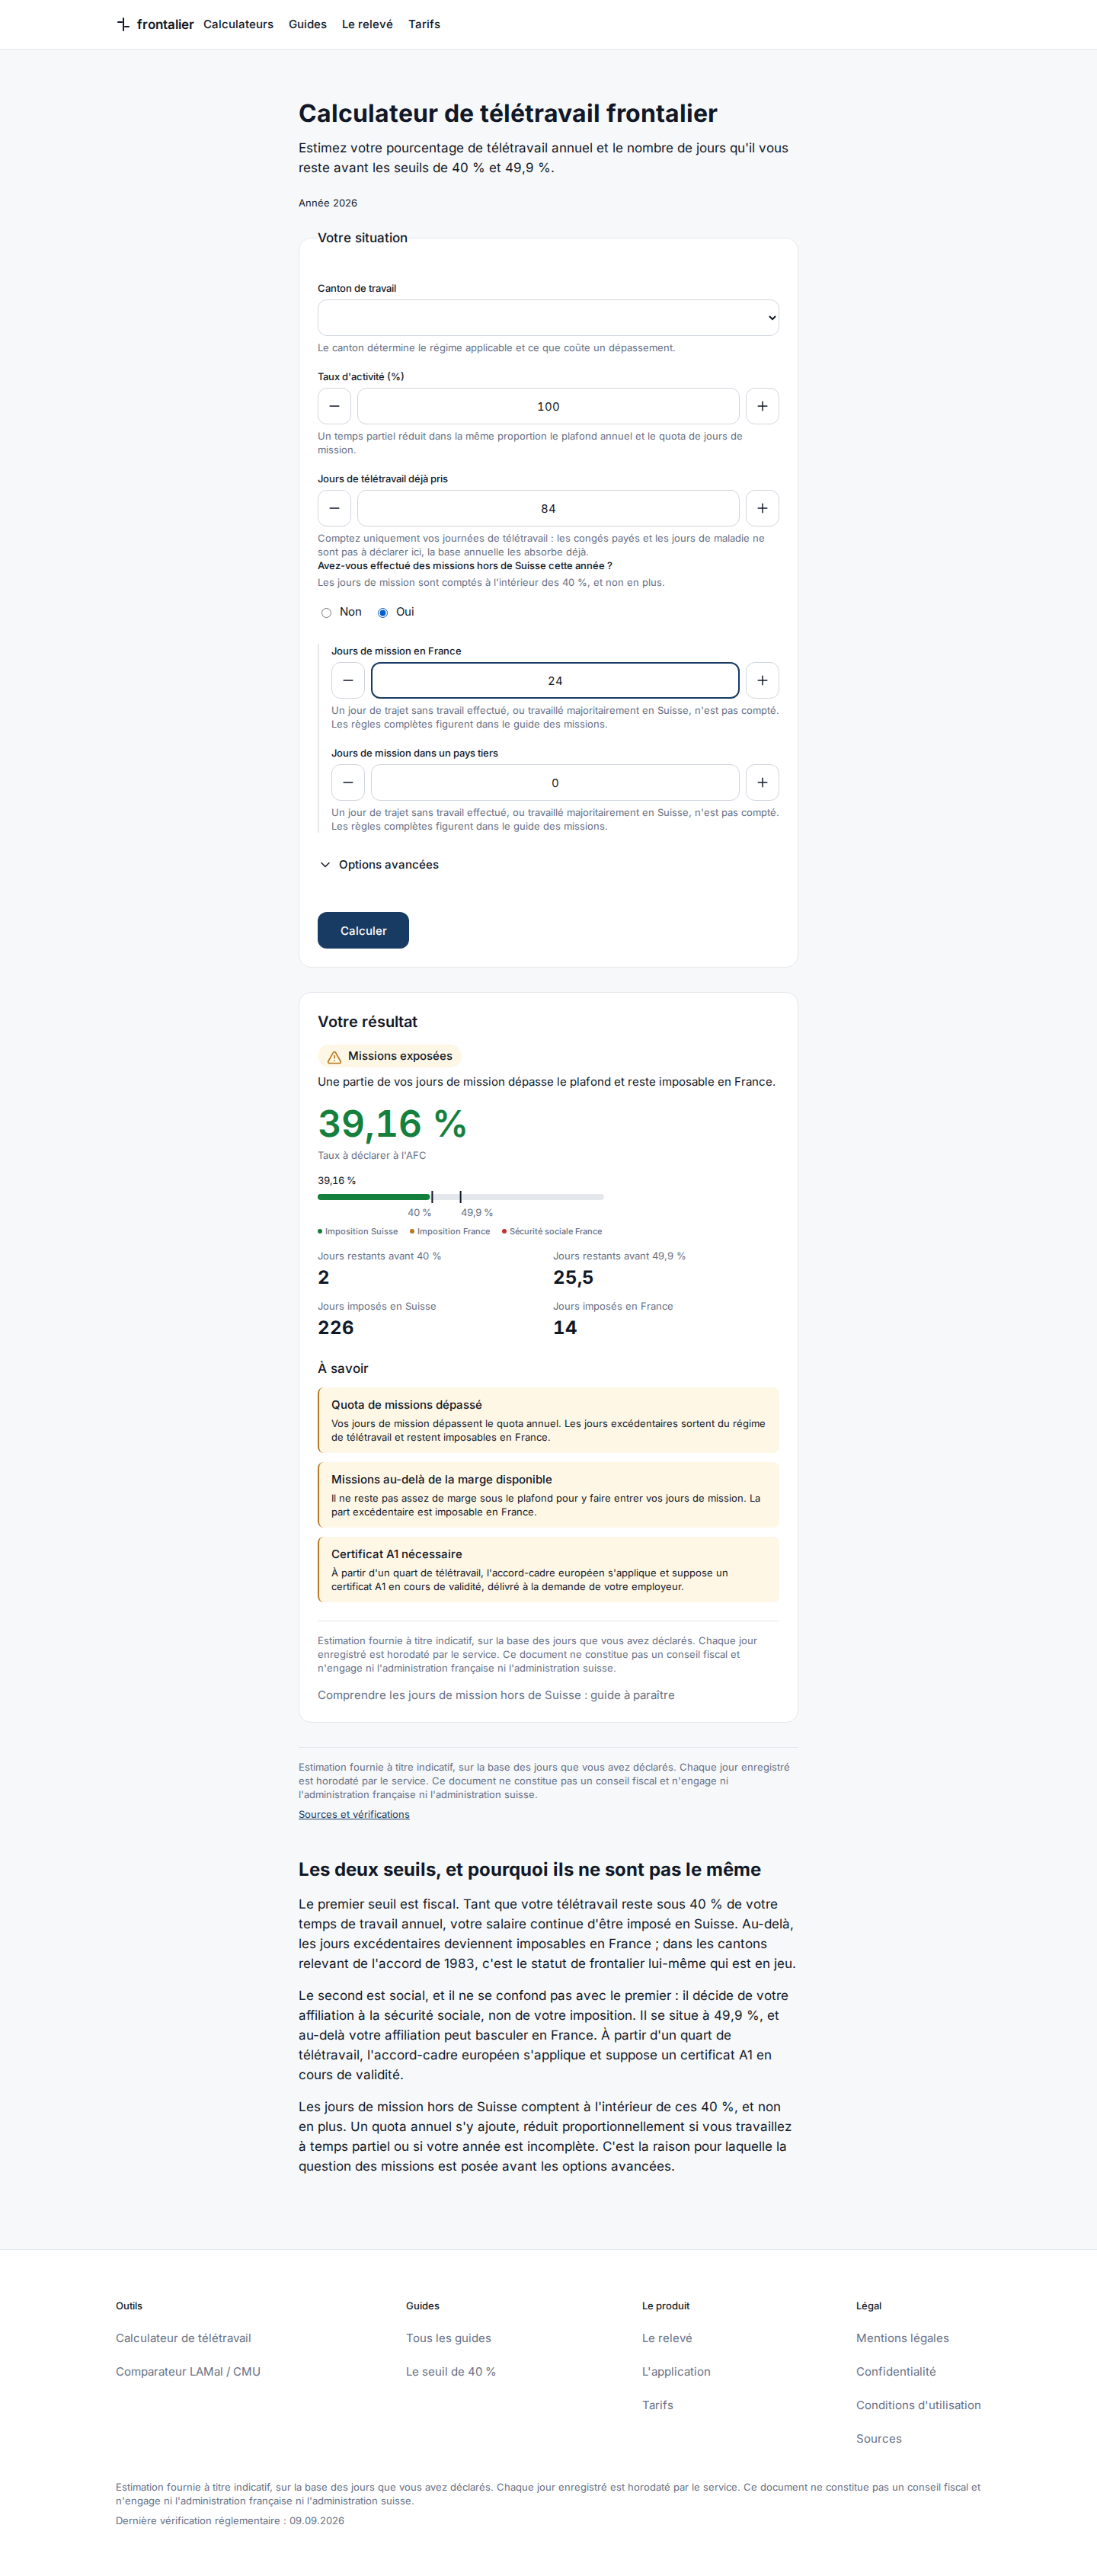 frontalier Calculateurs Guides Le relevé Tarifs
Calculateur de télétravail frontalier
Estimez votre pourcentage de télétravail annuel et le nombre de jours qu'il vous
reste avant les seuils de 40 % et 49,9 %.
Année 2026
Votre situation
Canton de travail
Le canton détermine le régime applicable et ce que coûte un dépassement.
Taux d'activité (%)
100
Un temps partiel réduit dans la même proportion le plafond annuel et le quota de jours de
mission.
Jours de télétravail déjà pris
84
Comptez uniquement vos journées de télétravail : les congés payés et les jours de maladie ne
sont pas à déclarer ici, la base annuelle les absorbe déjà.
Avez-vous effectué des missions hors de Suisse cette année ?
Les jours de mission sont comptés à l'intérieur des 40 %, et non en plus.
Non Oui
Jours de mission en France
24
Un jour de trajet sans travail effectué, ou travaillé majoritairement en Suisse, n'est pas compté.
Les règles complètes figurent dans le guide des missions.
Jours de mission dans un pays tiers
0
Un jour de trajet sans travail effectué, ou travaillé majoritairement en Suisse, n'est pas compté.
Les règles complètes figurent dans le guide des missions.
Options avancées
Calculer
Votre résultat
Missions exposées
Une partie de vos jours de mission dépasse le plafond et reste imposable en France.
39,16 %
Taux à déclarer à l'AFC
39,16 %
40 % 49,9 %
Imposition Suisse Imposition France Sécurité sociale France
Jours restants avant 40 % Jours restants avant 49,9 %
2 25,5
Jours imposés en Suisse Jours imposés en France
226 14
À savoir
Quota de missions dépassé
Vos jours de mission dépassent le quota annuel. Les jours excédentaires sortent du régime
de télétravail et restent imposables en France.
Missions au-delà de la marge disponible
Il ne reste pas assez de marge sous le plafond pour y faire entrer vos jours de mission. La
part excédentaire est imposable en France.
Certificat A1 nécessaire
À partir d'un quart de télétravail, l'accord-cadre européen s'applique et suppose un
certificat A1 en cours de validité, délivré à la demande de votre employeur.
Estimation fournie à titre indicatif, sur la base des jours que vous avez déclarés. Chaque jour
enregistré est horodaté par le service. Ce document ne constitue pas un conseil fiscal et
n'engage ni l'administration française ni l'administration suisse.
Comprendre les jours de mission hors de Suisse : guide à paraître
Estimation fournie à titre indicatif, sur la base des jours que vous avez déclarés. Chaque jour enregistré
est horodaté par le service. Ce document ne constitue pas un conseil fiscal et n'engage ni
l'administration française ni l'administration suisse.
Sources et vérifications
Les deux seuils, et pourquoi ils ne sont pas le même
Le premier seuil est fiscal. Tant que votre télétravail reste sous 40 % de votre
temps de travail annuel, votre salaire continue d'être imposé en Suisse. Au-delà,
les jours excédentaires deviennent imposables en France ; dans les cantons
relevant de l'accord de 1983, c'est le statut de frontalier lui-même qui est en jeu.
Le second est social, et il ne se confond pas avec le premier : il décide de votre
affiliation à la sécurité sociale, non de votre imposition. Il se situe à 49,9 %, et
au-delà votre affiliation peut basculer en France. À partir d'un quart de
télétravail, l'accord-cadre européen s'applique et suppose un certificat A1 en
cours de validité.
Les jours de mission hors de Suisse comptent à l'intérieur de ces 40 %, et non
en plus. Un quota annuel s'y ajoute, réduit proportionnellement si vous travaillez
à temps partiel ou si votre année est incomplète. C'est la raison pour laquelle la
question des missions est posée avant les options avancées.
Outils Guides Le produit Légal
Calculateur de télétravail Tous les guides Le relevé Mentions légales
Comparateur LAMal / CMU Le seuil de 40 % L'application Confidentialité
Tarifs Conditions d'utilisation
Sources
Estimation fournie à titre indicatif, sur la base des jours que vous avez déclarés. Chaque jour enregistré est horodaté par le service. Ce document ne constitue pas un conseil fiscal et
n'engage ni l'administration française ni l'administration suisse.
Dernière vérification réglementaire : 09.09.2026